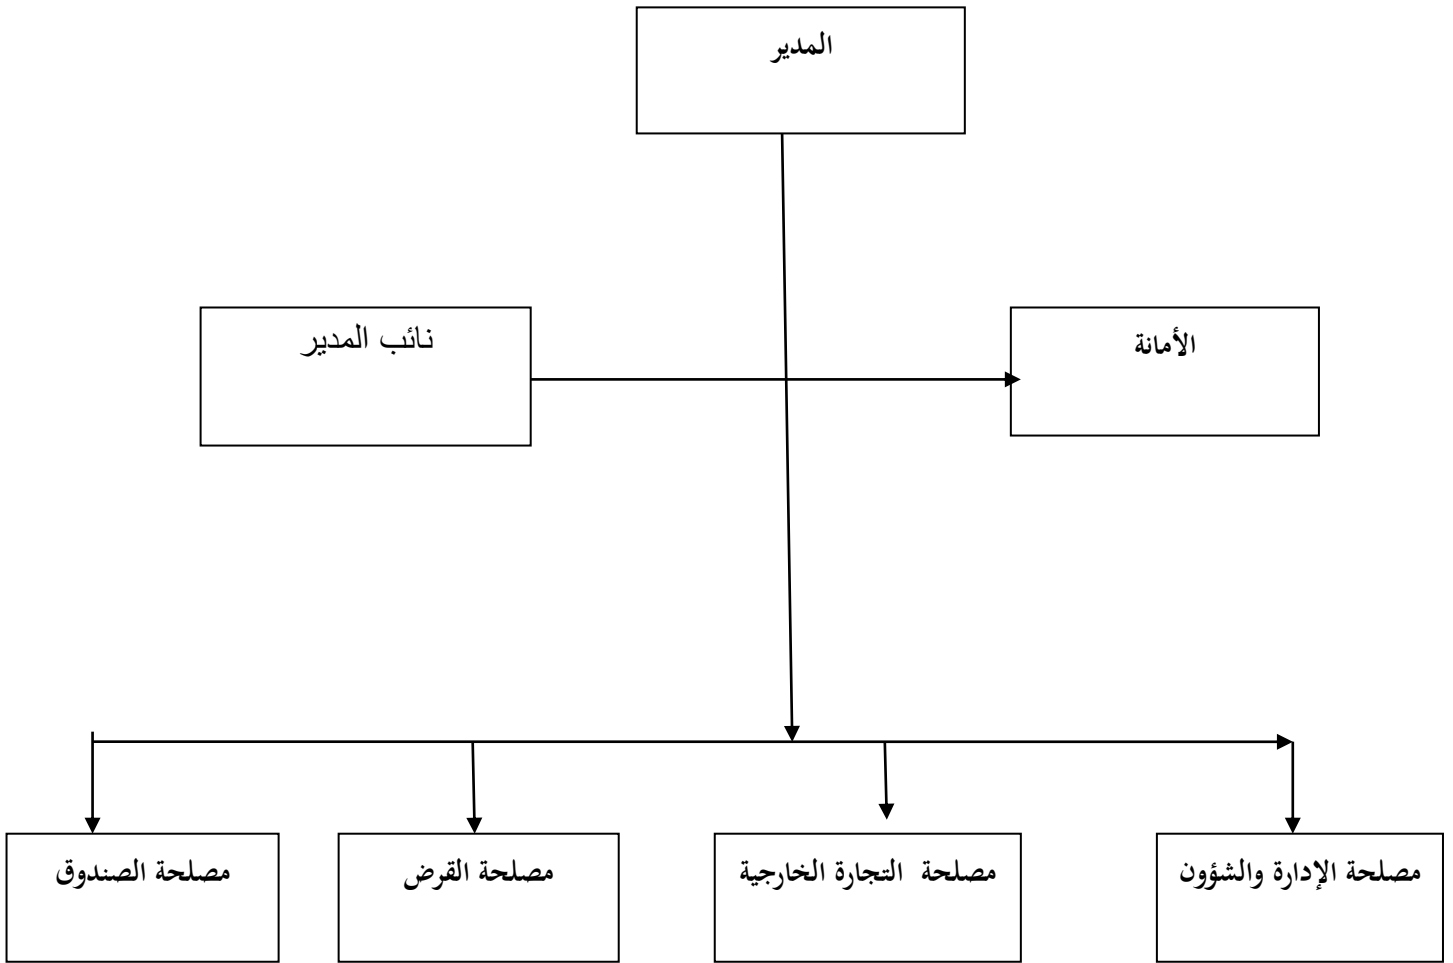 المدير
الأمانة
نائب المدير
مصلحة الإدارة والشؤون
مصلحة التجارة الخارجية
مصلحة القرض
مصلحة الصندوق